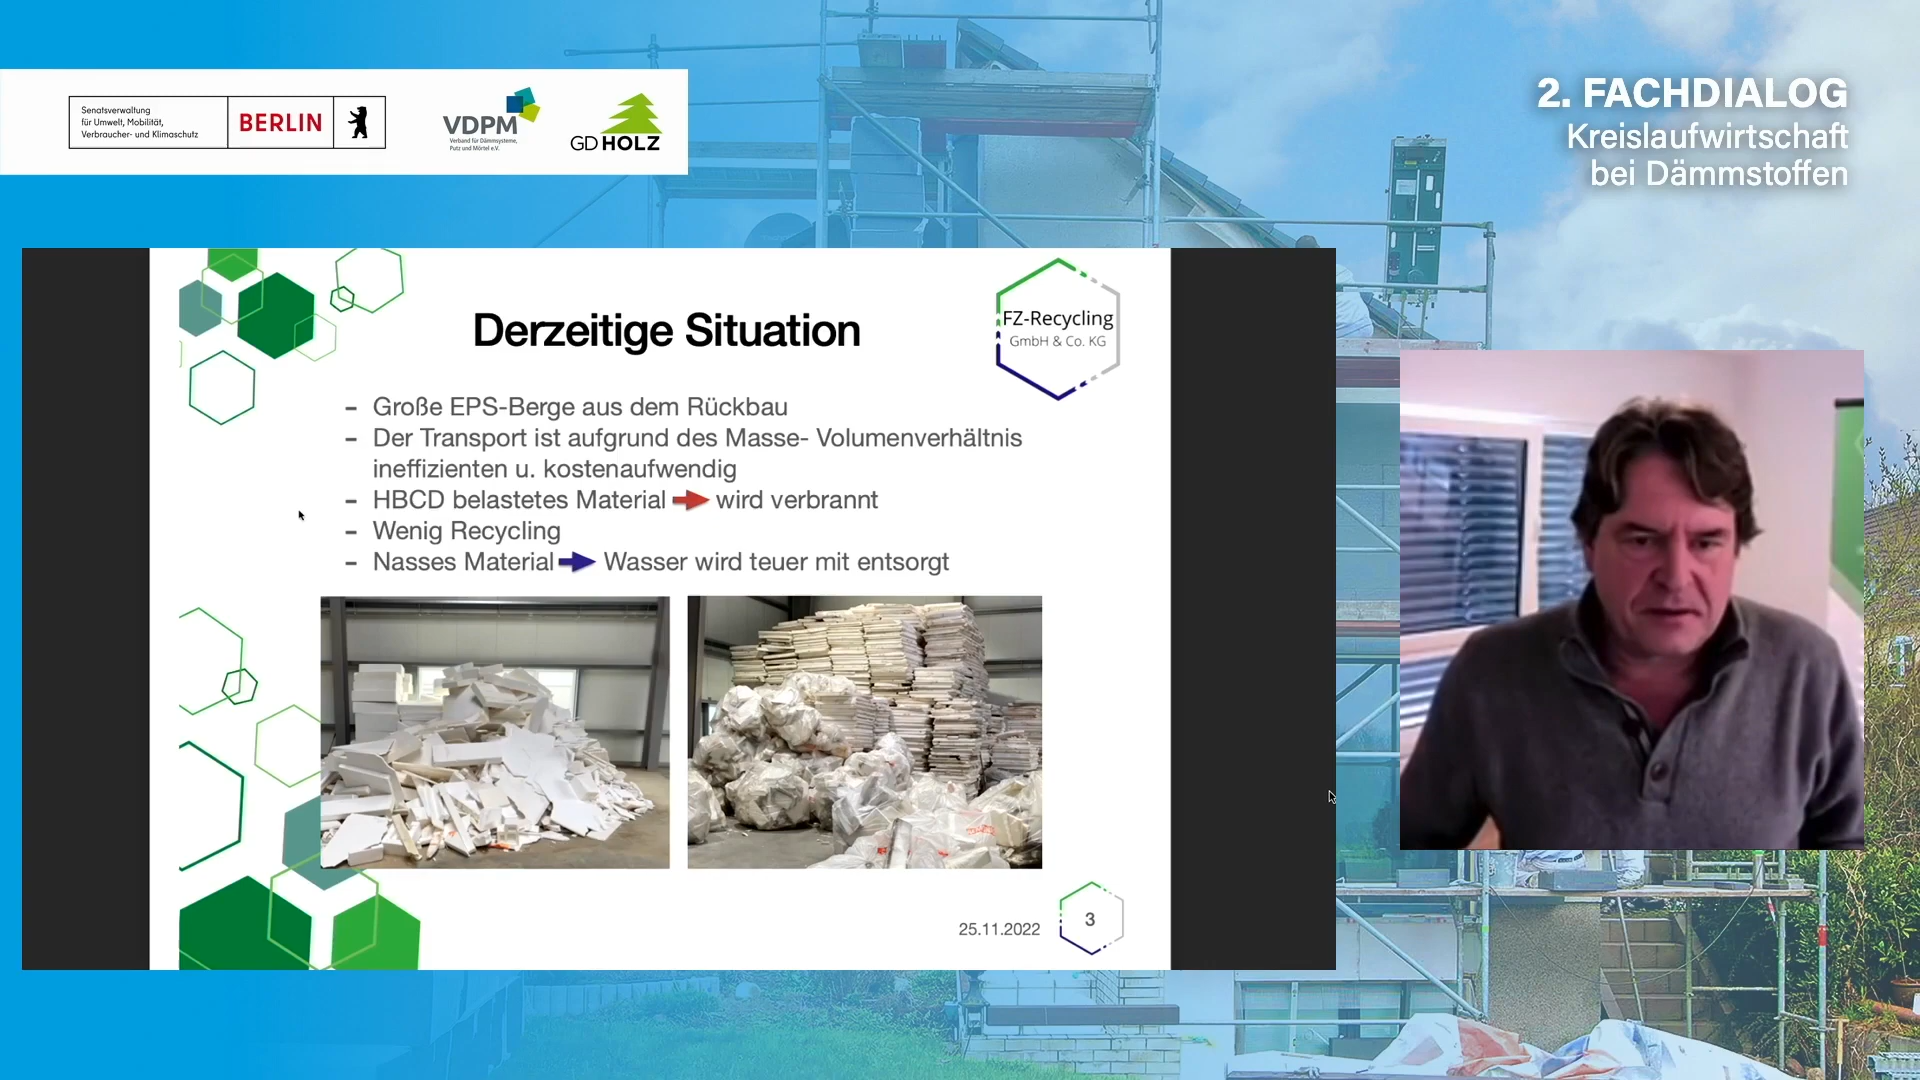 Senatsverwaltung
für Umwelt, Mobilität,
Verbraucher- und Klimaschutz
BERLIN
VDPM
Verband für Dämmsysteme,
Putz und Mörtel e.V.
GD HOLZ
2. FACHDIALOG
Kreislaufwirtschaft
bei Dämmstoffen
Derzeitige Situation
FZ-Recycling
GmbH & Co. KG
– Große EPS-Berge aus dem Rückbau
– Der Transport ist aufgrund des Masse- Volumenverhältnis
ineffizienten u. kostenaufwendig
– HBCD belastetes Material wird verbrannt
– Wenig Recycling
– Nasses Material Wasser wird teuer mit entsorgt
25.11.2022
3